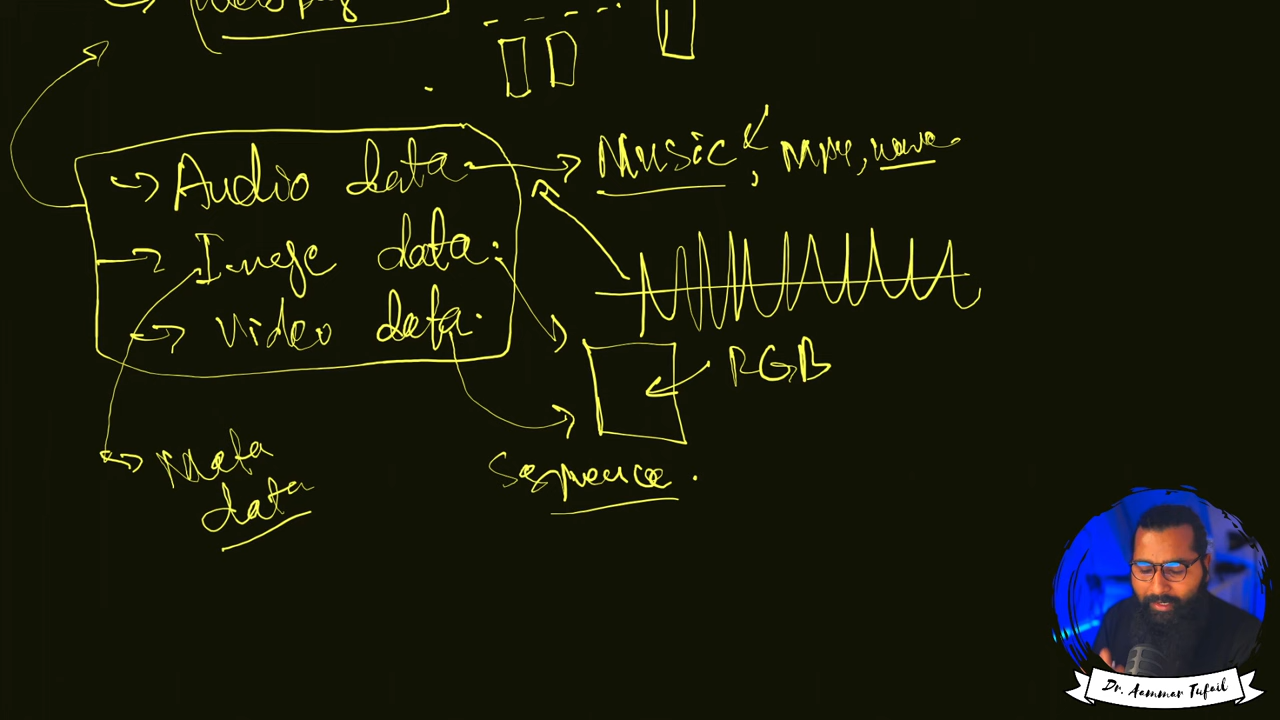 Audio data
Music, MP4, wave
Image data
Video data
RGB
Meta
data
Sequence
Dr. Aammar Tufail